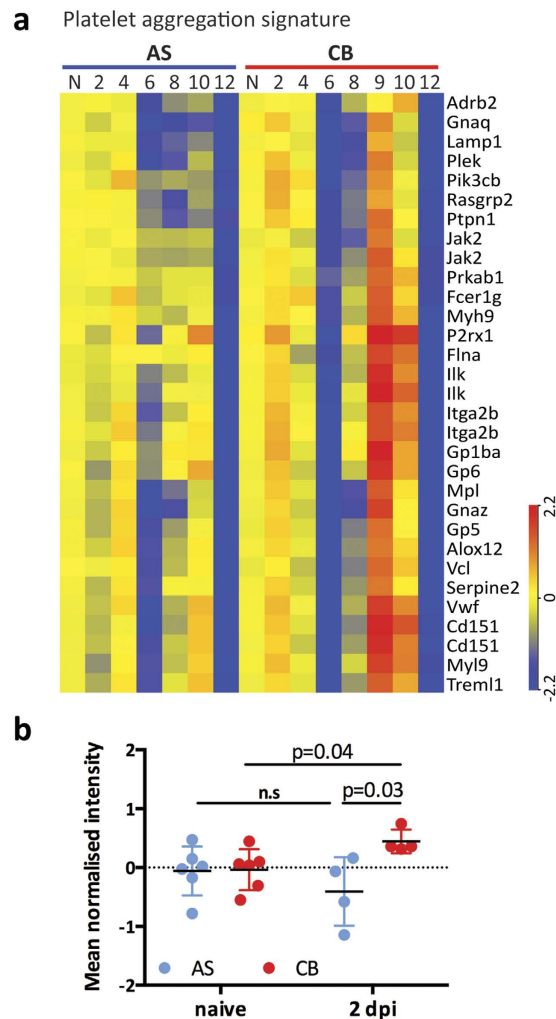 a Platelet aggregation signature
AS CB
N 2 4 6 8 10 12 N 2 4 6 8 9 10 12
Adrb2
Gnaq
Lamp1
Plek
Pik3cb
Rasgrp2
Ptpn1
Jak2
Jak2
Prkab1
Fcer1g
Myh9
P2rx1
Flna
Ilk
Ilk
Itga2b
Itga2b
Gp1ba
Gp6
Mpl
Gnaz
Gp5
Alox12
Vcl
Serpine2
Vwf
Cd151
Cd151
Myl9
Treml1
2.2
0
-2.2
b
Mean normalised intensity
2
1
0
-1
-2
p=0.04
n.s p=0.03
AS CB
naive 2 dpi